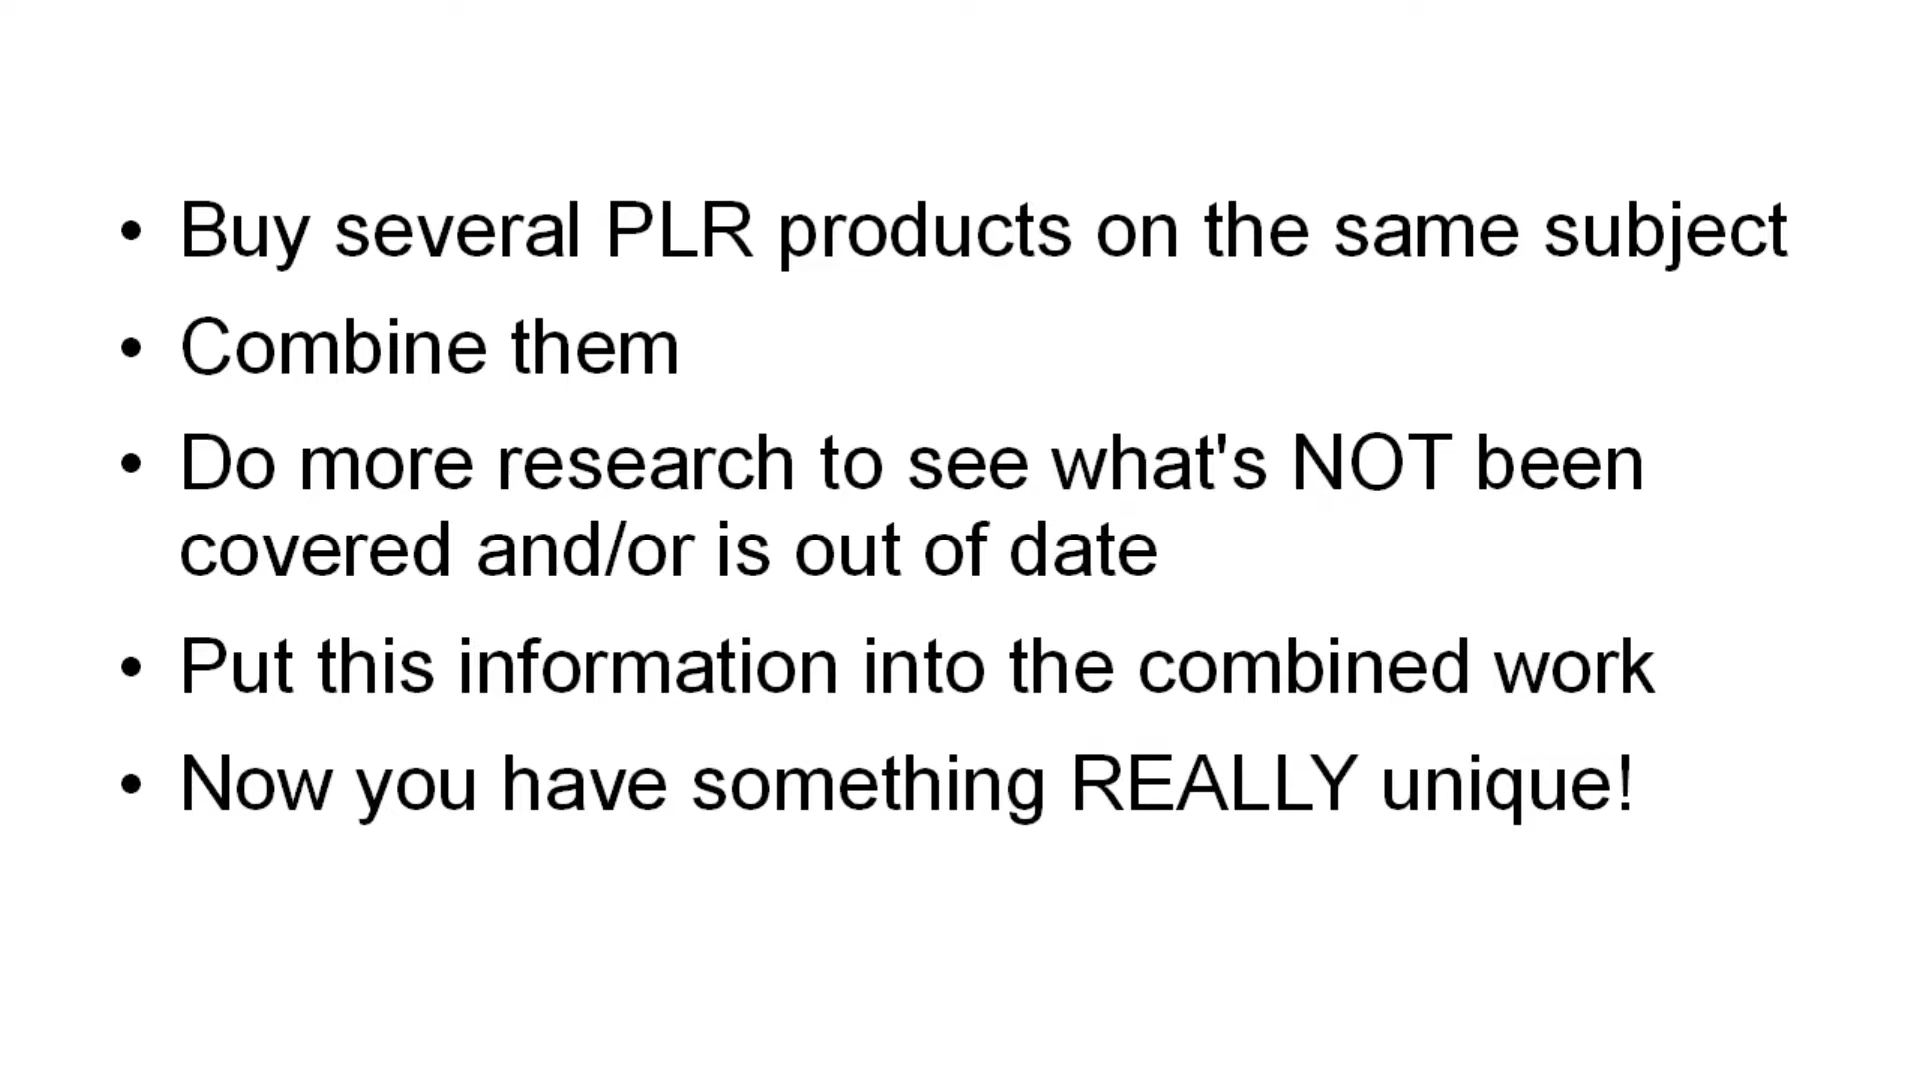 • Buy several PLR products on the same subject
• Combine them
• Do more research to see what's NOT been
covered and/or is out of date
• Put this information into the combined work
• Now you have something REALLY unique!